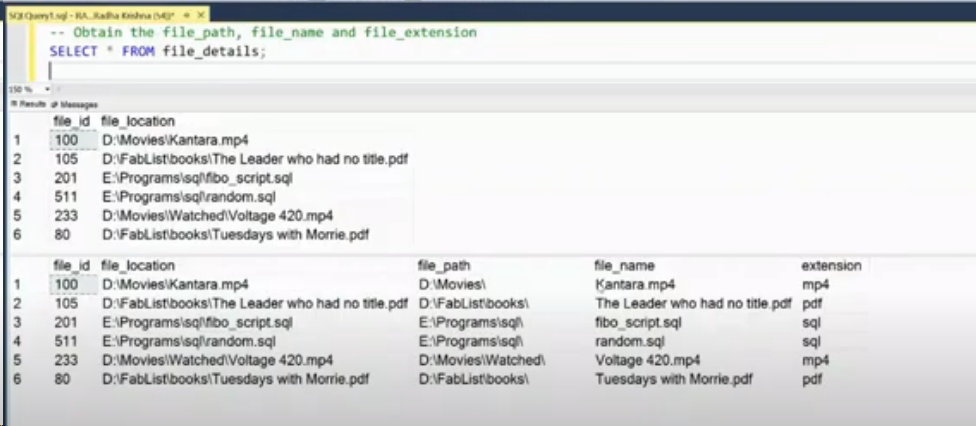 SQLQuery1.sql - RA...Radha Krishna (54))*
-- Obtain the file_path, file_name and file_extension
SELECT * FROM file_details;
150 %
Results Messages
file_id file_location
1 100 D:\Movies\Kantara.mp4
2 105 D:\FabList\books\The Leader who had no title.pdf
3 201 E:\Programs\sql\fibo_script.sql
4 511 E:\Programs\sql\random.sql
5 233 D:\Movies\Watched\Voltage 420.mp4
6 80 D:\FabList\books\Tuesdays with Morrie.pdf
file_id file_location file_path file_name extension
1 100 D:\Movies\Kantara.mp4 D:\Movies\ Kantara.mp4 mp4
2 105 D:\FabList\books\The Leader who had no title.pdf D:\FabList\books\ The Leader who had no title.pdf pdf
3 201 E:\Programs\sql\fibo_script.sql E:\Programs\sql\ fibo_script.sql sql
4 511 E:\Programs\sql\random.sql E:\Programs\sql\ random.sql sql
5 233 D:\Movies\Watched\Voltage 420.mp4 D:\Movies\Watched\ Voltage 420.mp4 mp4
6 80 D:\FabList\books\Tuesdays with Morrie.pdf D:\FabList\books\ Tuesdays with Morrie.pdf pdf